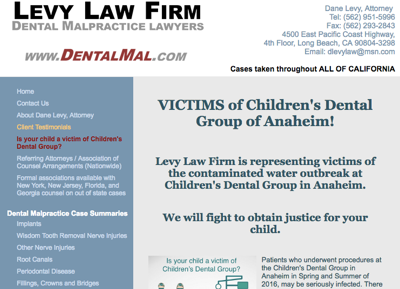 LEVY LAW FIRM
DENTAL MALPRACTICE LAWYERS
www.DENTALMAL.com
Dane Levy, Attorney
Tel: (562) 951-5996
Fax: (562) 293-2843
4500 East Pacific Coast Highway,
4th Floor, Long Beach, CA 90804-3298
Email: dlevylaw@msn.com
Cases taken throughout ALL OF CALIFORNIA
Home
Contact Us
About Dane Levy, Attorney
Client Testimonials
Is your child a victim of Children's
Dental Group?
Referring Attorneys / Association of
Counsel Arrangements (Nationwide)
Formal associations available with
New York, New Jersey, Florida, and
Georgia counsel on out of state cases
Dental Malpractice Case Summaries
Implants
Wisdom Tooth Removal Nerve Injuries
Other Nerve Injuries
Root Canals
Periodontal Disease
Fillings, Crowns and Bridges
VICTIMS of Children's Dental
Group of Anaheim!
Levy Law Firm is representing victims of
the contaminated water outbreak at
Children's Dental Group in Anaheim.
We will fight to obtain justice for your
child.
Is your child a victim of
Children's Dental Group?
Patients who underwent procedures at
the Children's Dental Group in
Anaheim in Spring and Summer of
2016, may be seriously infected. There